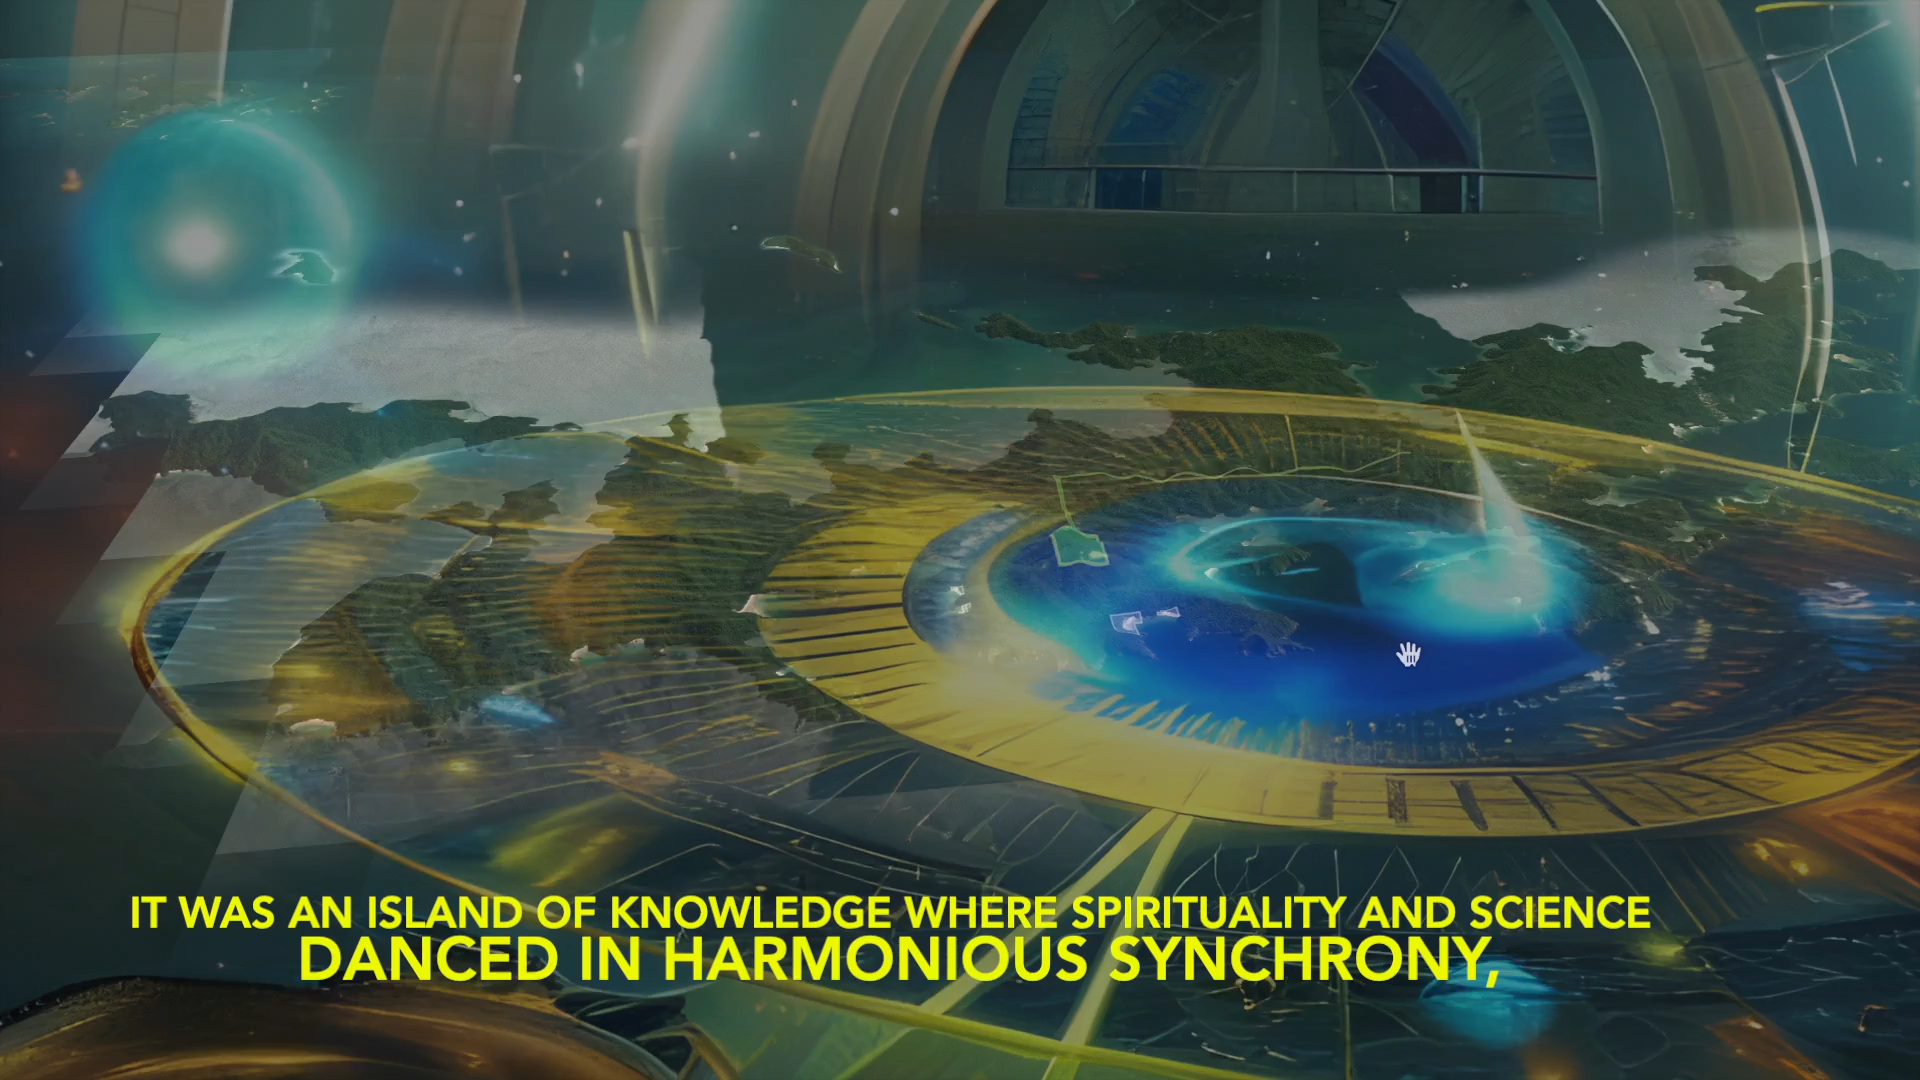 IT WAS AN ISLAND OF KNOWLEDGE WHERE SPIRITUALITY AND SCIENCE
DANCED IN HARMONIOUS SYNCHRONY,